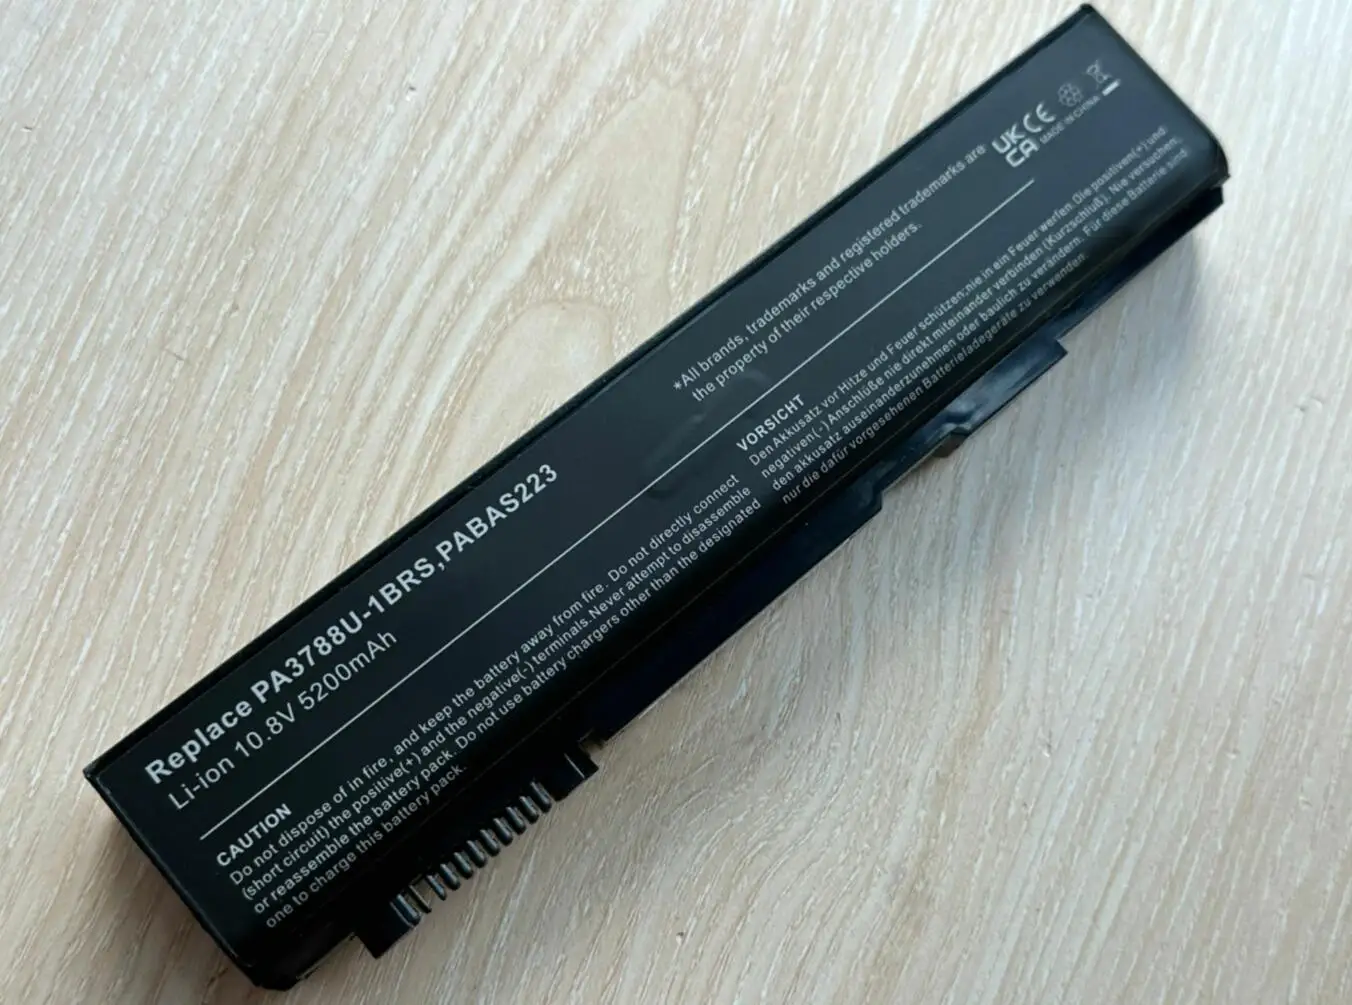 Replace PA3788U-1BRS,PABAS223
Li-ion 10.8V 5200mAh
*All brands, trademarks and registered trademarks are
the property of their respective holders.
UK
CA
CE
MADE IN CHINA
CAUTION
Do not dispose of in fire, and keep the battery away from fire. Do not directly connect
(short circuit) the positive(+) and the negative(-) terminals. Never attempt to disassemble
or reassemble the battery pack. Do not use battery chargers other than the designated
one to charge this battery pack.
VORSICHT
Den Akkusatz vor Hitze und Feuer schützen;nie in ein Feuer werfen.Die positiven(+) und
negativen(-) Anschlüße nie direkt miteinander verbinden (Kurzschluß). Nie versuchen,
den akkusatz auseinanderzunehmen oder baulich zu verändern. Für diese Batterie sind
nur die dafür vorgesehenen Batterieladegeräte zu verwenden.